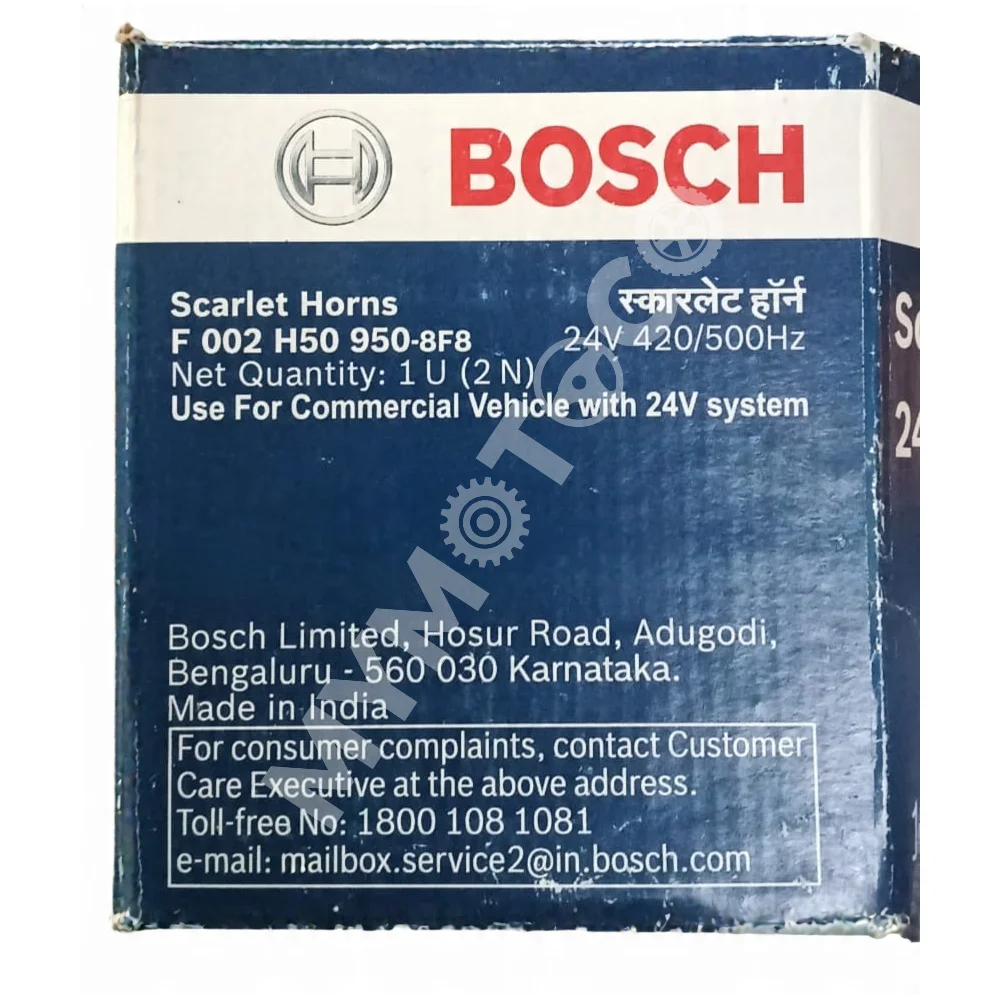 BOSCH
Scarlet Horns स्कारलेट हॉर्न
F 002 H50 950-8F8 24V 420/500Hz
Net Quantity: 1 U (2 N)
Use For Commercial Vehicle with 24V system
Bosch Limited, Hosur Road, Adugodi,
Bengaluru - 560 030 Karnataka.
Made in India
For consumer complaints, contact Customer
Care Executive at the above address.
Toll-free No: 1800 108 1081
e-mail: mailbox.service2@in.bosch.com